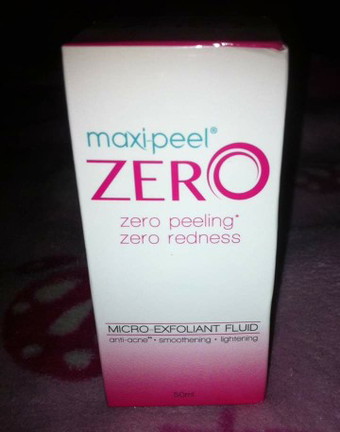 maxi-peel®
ZERO
zero peeling*
zero redness
MICRO-EXFOLIANT FLUID
anti-acne** • smoothening • lightening
50ml